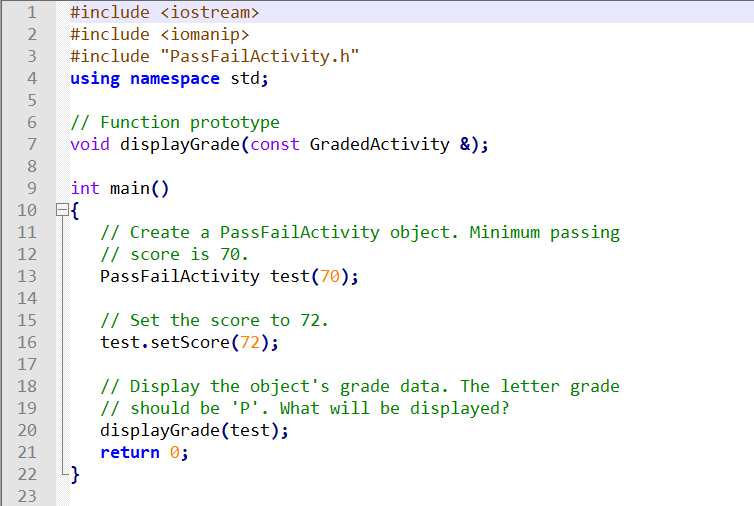 1 #include <iostream>
2 #include <iomanip>
3 #include "PassFailActivity.h"
4 using namespace std;
5
6 // Function prototype
7 void displayGrade(const GradedActivity &);
8
9 int main()
10 {
11    // Create a PassFailActivity object. Minimum passing
12    // score is 70.
13    PassFailActivity test(70);
14
15    // Set the score to 72.
16    test.setScore(72);
17
18    // Display the object's grade data. The letter grade
19    // should be 'P'. What will be displayed?
20    displayGrade(test);
21    return 0;
22 }
23